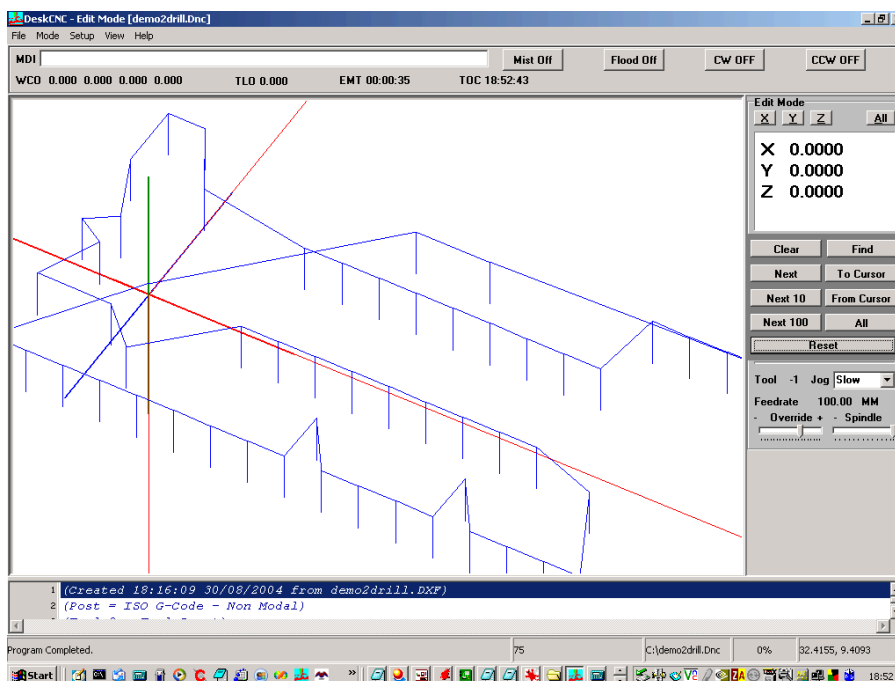 DeskCNC - Edit Mode [demo2drill.Dnc]
File Mode Setup View Help
MDI Mist Off Flood Off CW OFF CCW OFF
WCO 0.000 0.000 0.000 0.000 TLO 0.000 EMT 00:00:35 TOC 18:52:43
Edit Mode
X Y Z All
X 0.0000
Y 0.0000
Z 0.0000
Clear Find
Next To Cursor
Next 10 From Cursor
Next 100 All
Reset
Tool -1 Jog Slow
Feedrate 100.00 MM
- Override + - Spindle
1 (Created 18:16:09 30/08/2004 from demo2drill.DXF)
2 (Post = ISO G-Code - Non Modal)
Program Completed. 75 C:\demo2drill.Dnc 0% 32.4155, 9.4093
Start » 18:5